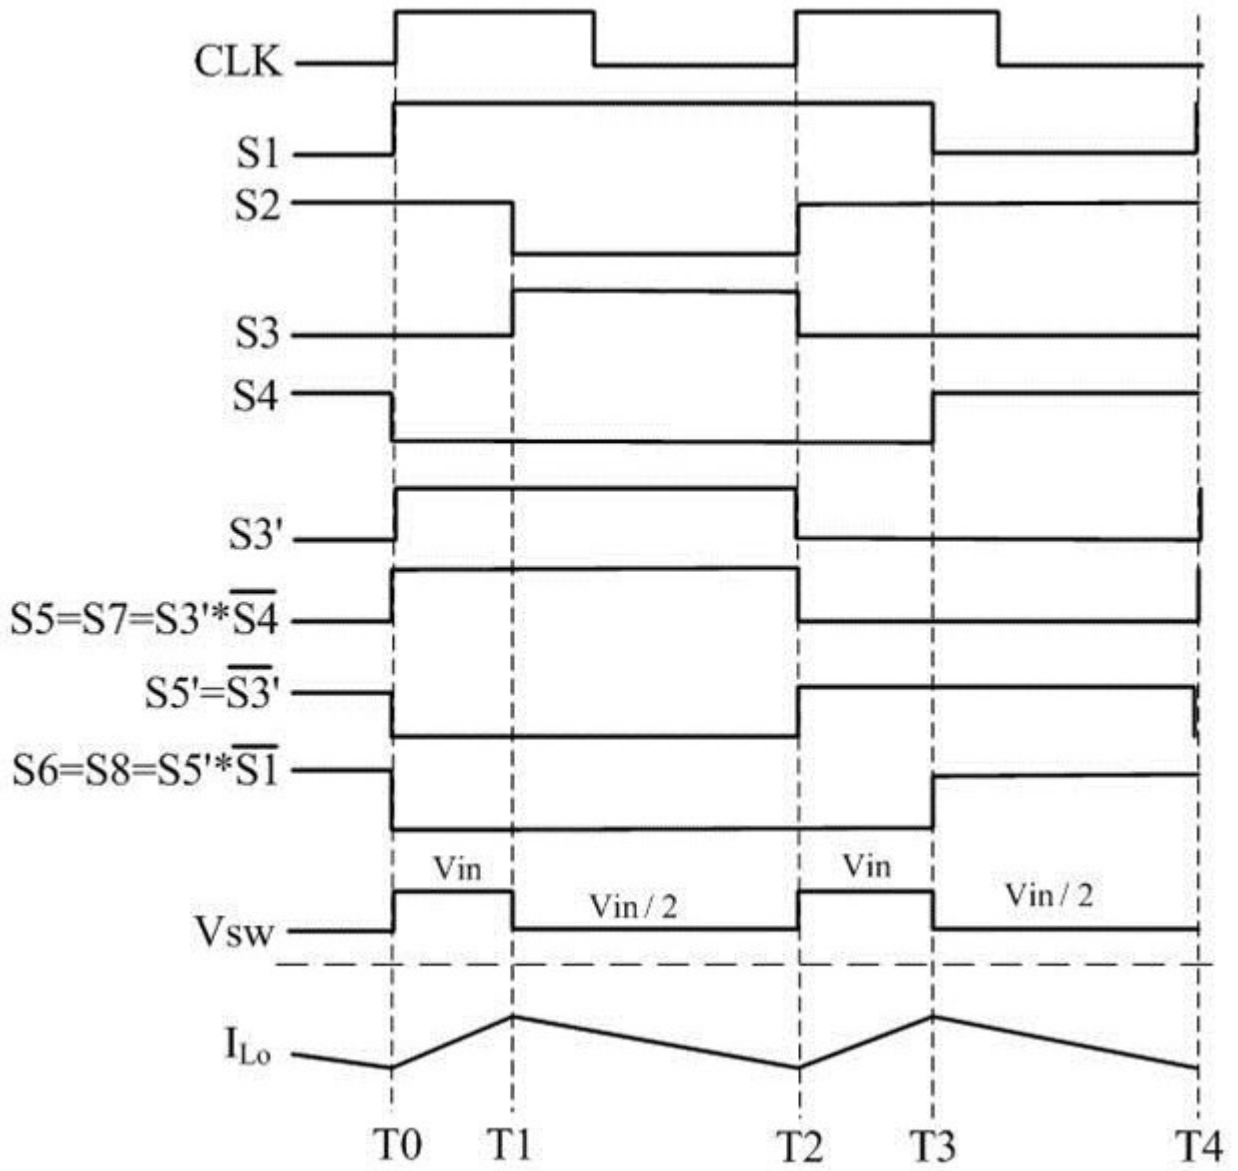 CLK
S1
S2
S3
S4
S3'
S5=S7=S3'*S̅4̅
S5'=S̅3̅'
S6=S8=S5'*S̅1̅
Vin Vin
Vin / 2 Vin / 2
Vsw
I_Lo
T0 T1 T2 T3 T4